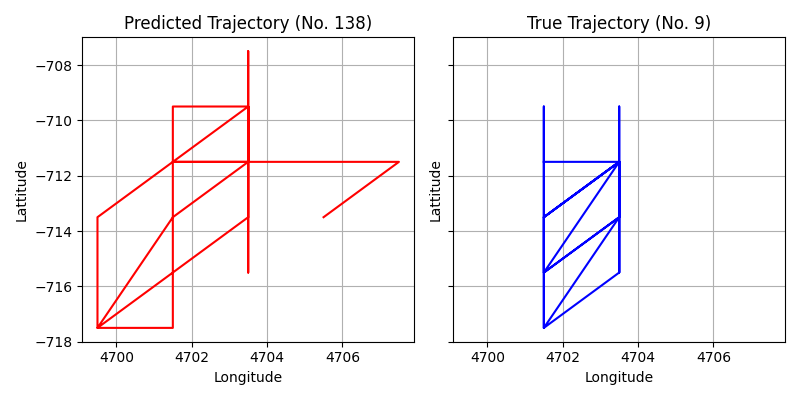 Predicted Trajectory (No. 138)
True Trajectory (No. 9)
Lattitude
−708
−710
−712
−714
−716
−718
4700
4702
4704
4706
Longitude
Lattitude
4700
4702
4704
4706
Longitude